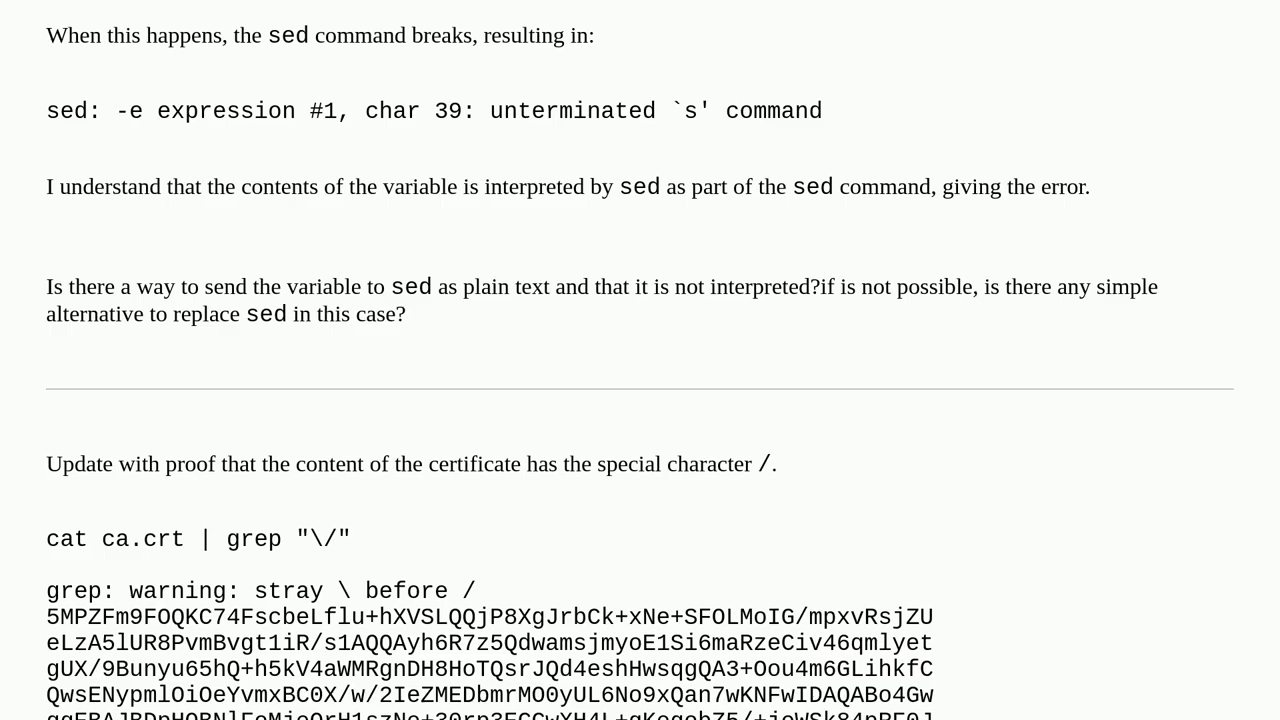 When this happens, the sed command breaks, resulting in:
sed: -e expression #1, char 39: unterminated `s' command
I understand that the contents of the variable is interpreted by sed as part of the sed command, giving the error.
Is there a way to send the variable to sed as plain text and that it is not interpreted?if is not possible, is there any simple
alternative to replace sed in this case?
Update with proof that the content of the certificate has the special character /.
cat ca.crt | grep "\/"
grep: warning: stray \ before /
5MPZFm9FOQKC74FscbeLflu+hXVSLQQjP8XgJrbCk+xNe+SFOLMoIG/mpxvRsjZU
eLzA5lUR8PvmBvgt1iR/s1AQQAyh6R7z5QdwamsjmyoE1Si6maRzeCiv46qmlyet
gUX/9Bunyu65hQ+h5kV4aWMRgnDH8HoTQsrJQd4eshHwsqgQA3+Oou4m6GLihkfC
QwsENypmlOiOeYvmxBC0X/w/2IeZMEDbmrMO0yUL6No9xQan7wKNFwIDAQABo4Gw